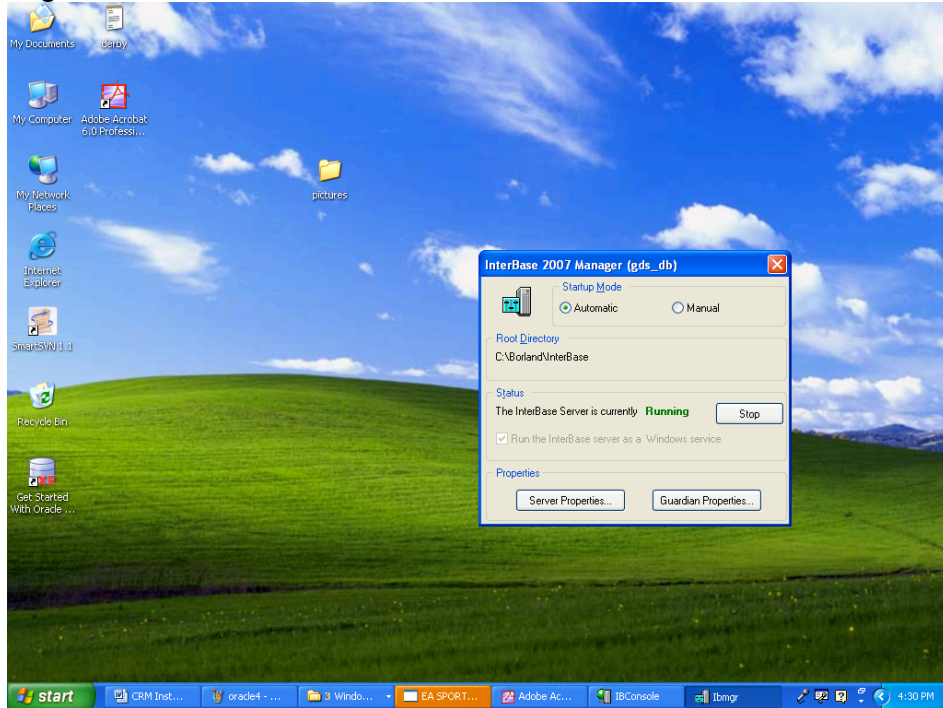 My Documents
derby
My Computer
Adobe Acrobat
6.0 Professi...
My Network
Places
pictures
Internet
Explorer
SmartSVN 1.1
Recycle Bin
Get Started
With Oracle ...
InterBase 2007 Manager (gds_db)
Startup Mode
Automatic
Manual
Root Directory
C:\Borland\InterBase
Status
The InterBase Server is currently Running
Stop
Run the InterBase server as a Windows service
Properties
Server Properties...
Guardian Properties...
start
CRM Inst...
oracle4 - ...
3 Windo...
EA SPORT...
Adobe Ac...
IBConsole
Ibmgr
4:30 PM